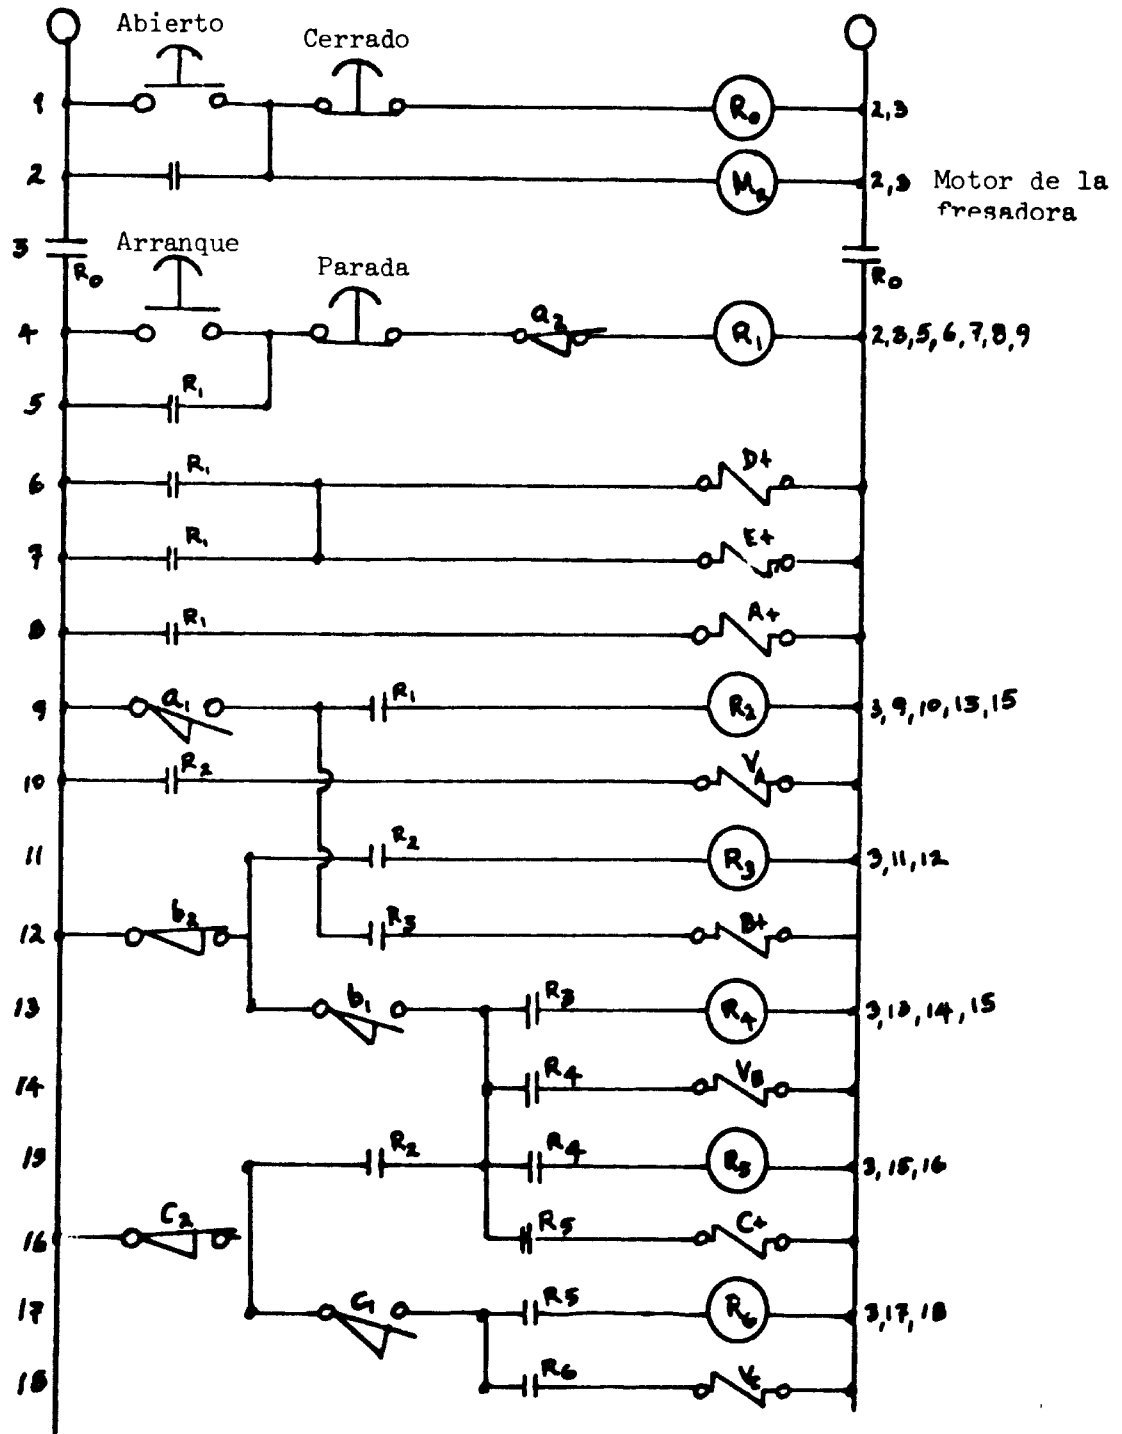 Abierto
Cerrado
1
R0
2,3
2
MR
2,3
Motor de la
fresadora
3
R0
R0
Arranque
Parada
4
a2
R1
2,3,5,6,7,8,9
5
R1
6
R1
D+
7
R1
E+
8
R1
A+
9
a1
R1
R2
3,9,10,13,15
10
R2
VA
11
R2
R3
3,11,12
12
b2
R3
B+
13
b1
R3
R4
3,13,14,15
14
R4
VB
15
R2
R4
R5
3,15,16
16
C2
R5
C+
17
C1
R5
R6
3,17,18
18
R6
Vc